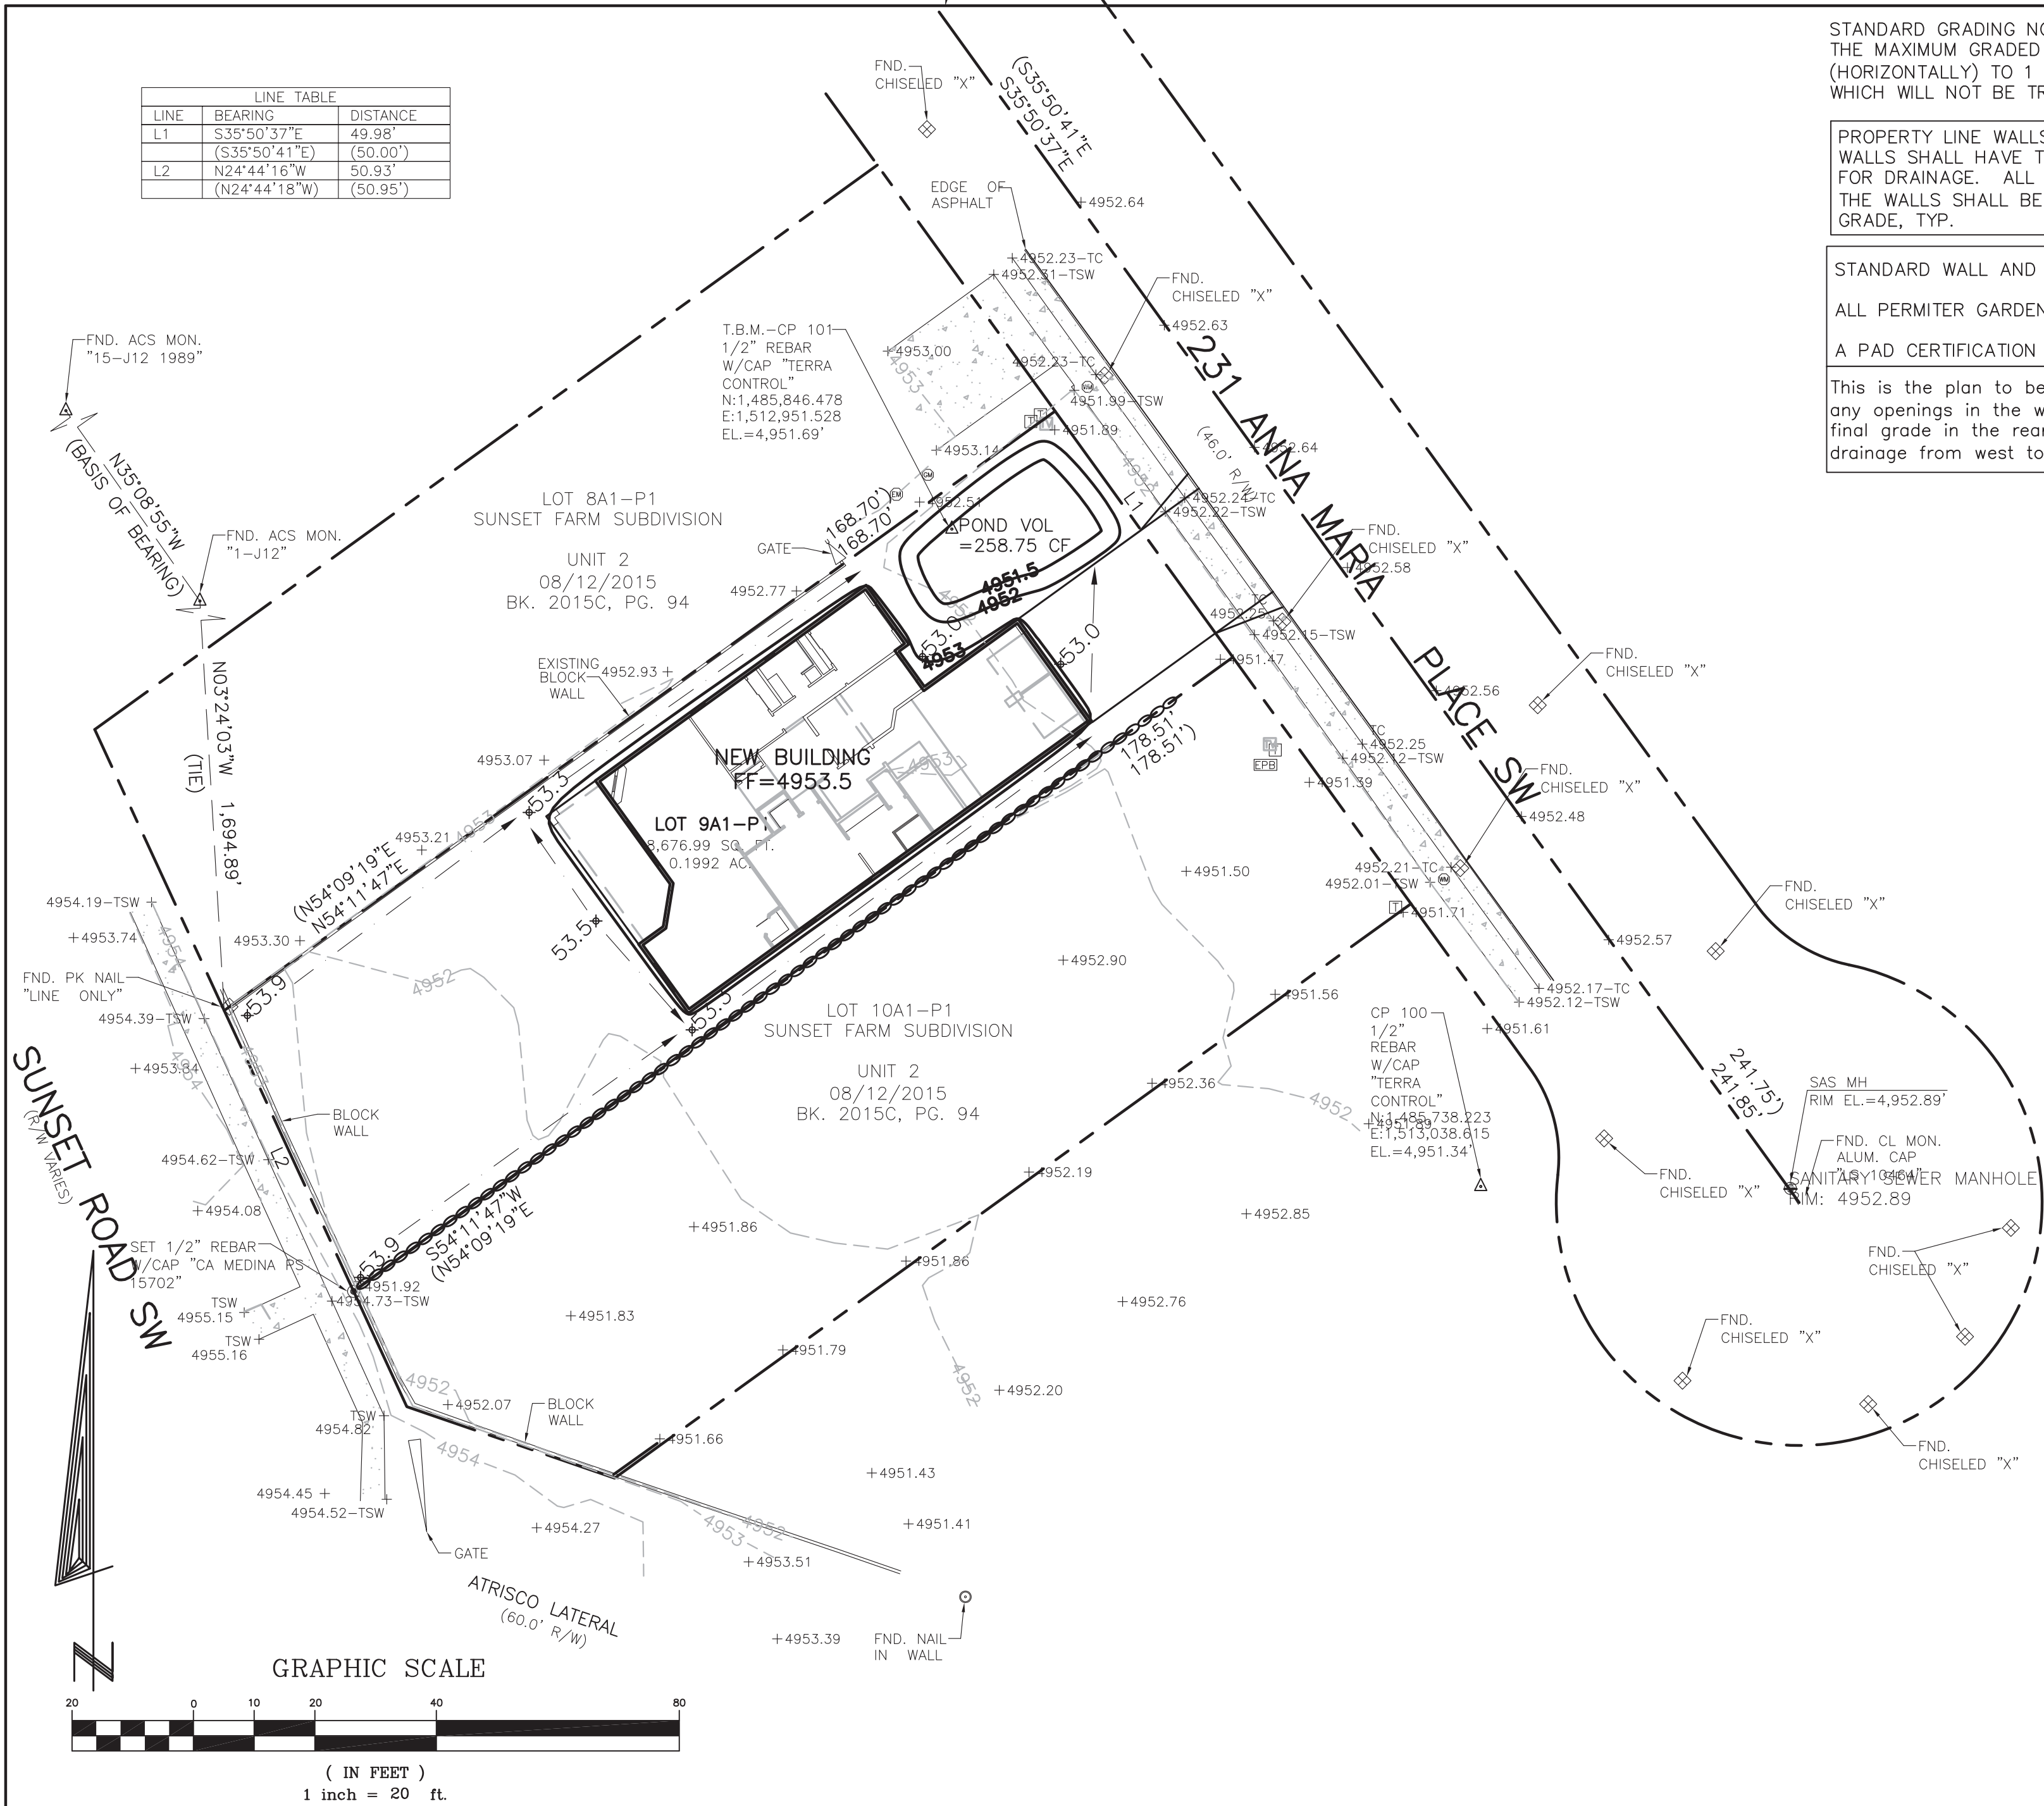 STANDARD GRADING NO
THE MAXIMUM GRADED
(HORIZONTALLY) TO 1
WHICH WILL NOT BE TR
PROPERTY LINE WALLS
WALLS SHALL HAVE T
FOR DRAINAGE. ALL
THE WALLS SHALL BE
GRADE, TYP.
STANDARD WALL AND
ALL PERMITER GARDEN
A PAD CERTIFICATION
This is the plan to be
any openings in the w
final grade in the rear
drainage from west to
LINE TABLE
LINE BEARING DISTANCE
L1 S35°50'37"E 49.98'
(S35°50'41"E) (50.00')
L2 N24°44'16"W 50.93'
(N24°44'18"W) (50.95')
FND.
CHISELED "X"
(S35°50'41"E
S35°50'37"E
EDGE OF
ASPHALT
4952.64
4952.23-TC
4952.31-TSW
FND.
CHISELED "X"
4952.63
T.B.M.-CP 101
1/2" REBAR
W/CAP "TERRA
CONTROL"
N:1,485,846.478
E:1,512,951.528
EL.=4,951.69'
4953.00
4953
4952.23-TC
WM
4951.99-TSW
4951.89
4953.14
4952
(46.0' R/W)
4952.64
231 ANNA MARIA PLACE SW
FND. ACS MON.
"15-J12 1989"
N35°08'55"W
(BASIS OF BEARING)
FND. ACS MON.
"1-J12"
N03°24'03"W 1,694.89'
(TIE)
LOT 8A1-P1
SUNSET FARM SUBDIVISION
UNIT 2
08/12/2015
BK. 2015C, PG. 94
GM
EM
4952.51
168.70')
168.70'
GATE
POND VOL
=258.75 CF
L1
4952.24-TC
4952.22-TSW
FND.
CHISELED "X"
4952.58
4952.77
4951.5
4952
4952
53.0
4953
53.0
TC
4952.25
4952.15-TSW
4951.47
EXISTING
BLOCK
WALL
4952.93
FND.
CHISELED "X"
4952.56
4953.07
NEW BUILDING
FF=4953.5
4953
178.51'
178.51')
TC
4952.25
4952.12-TSW
EPB
4951.39
FND.
CHISELED "X"
4952.48
53.3
LOT 9A1-P1
8,676.99 SQ. FT.
0.1992 AC.
4953.21
4953
(N54°09'19"E
N54°11'47"E
4951.50
4952.21-TC
4952.01-TSW
WM
T
4951.71
FND.
CHISELED "X"
4954.19-TSW
4953.74
4954
4953.30
53.5
4952.57
4952.90
FND. PK NAIL
"LINE ONLY"
53.9
4952
4954.39-TSW
4954
4953
4953.84
53.5
LOT 10A1-P1
SUNSET FARM SUBDIVISION
UNIT 2
08/12/2015
BK. 2015C, PG. 94
4951.56
4952.17-TC
4952.12-TSW
4951.61
CP 100
1/2"
REBAR
W/CAP
"TERRA
CONTROL"
N:1,485,738.223
E:1,513,038.615
EL.=4,951.34'
4951.89
4952.36
4952
241.75')
241.85'
SAS MH
RIM EL.=4,952.89'
FND. CL MON.
ALUM. CAP
"LS 10464"
SANITARY SEWER MANHOLE
RIM: 4952.89
SUNSET ROAD SW
(R/W VARIES)
BLOCK
WALL
4954.62-TSW
L2
4954.08
4952.19
4951.86
4952.85
FND.
CHISELED "X"
SET 1/2" REBAR
W/CAP "CA MEDINA PS
15702"
53.9
S54°11'47"W
(N54°09'19"E
4951.92
4954.73-TSW
TSW
4955.15
TSW
4955.16
4951.86
4951.83
4952.76
FND.
CHISELED "X"
4951.79
4952
FND.
CHISELED "X"
4952.20
4952
4952.07
BLOCK
WALL
TSW
4954.82
4951.66
4954
FND.
CHISELED "X"
4951.43
4954.45
4954.52-TSW
4954.27
4952
4953
4951.41
GATE
4953.51
ATRISCO LATERAL
(60.0' R/W)
4953.39
FND. NAIL
IN WALL
N
GRAPHIC SCALE
20 0 10 20 40 80
( IN FEET )
1 inch = 20 ft.